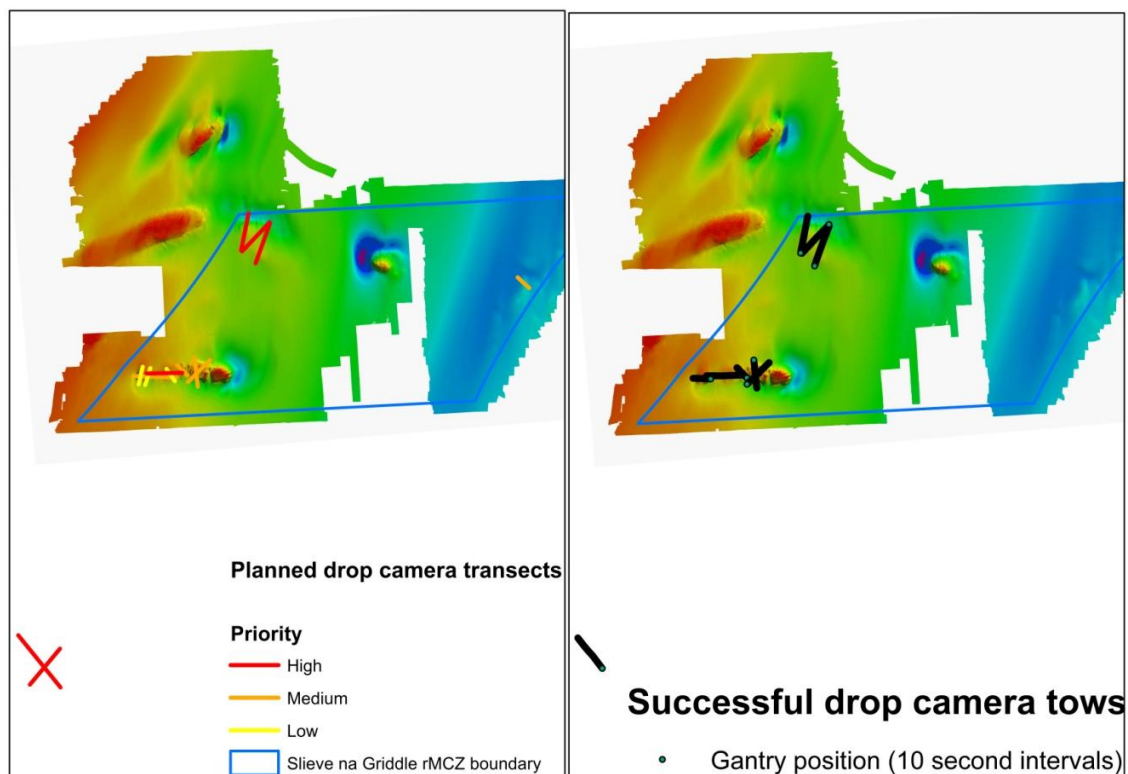 Planned drop camera transects
Priority
High
Medium
Low
Slieve na Griddle rMCZ boundary
Successful drop camera tows
Gantry position (10 second intervals)